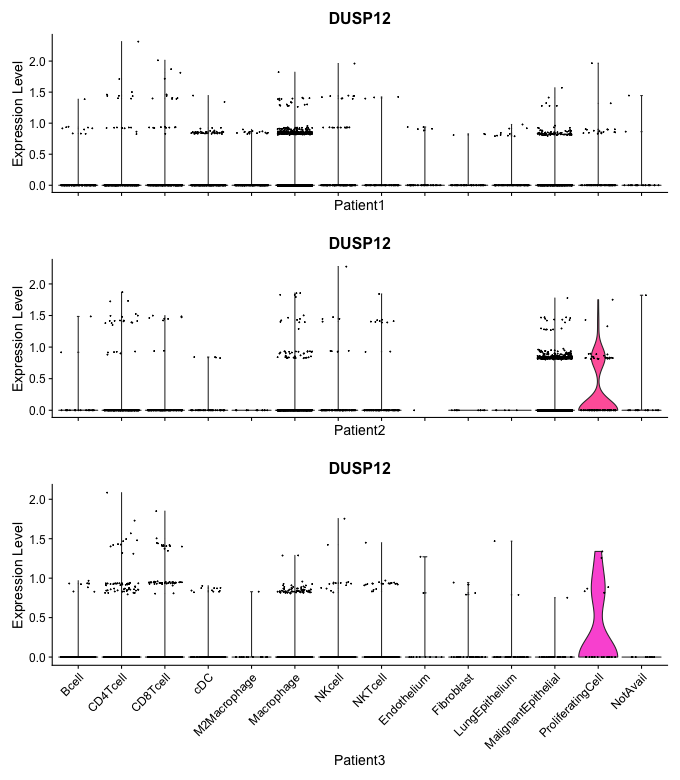 DUSP12
Expression Level
2.0
1.5
1.0
0.5
0.0
Patient1
DUSP12
Expression Level
2.0
1.5
1.0
0.5
0.0
Patient2
DUSP12
Expression Level
2.0
1.5
1.0
0.5
0.0
Bcell
CD4Tcell
CD8Tcell
cDC
M2Macrophage
Macrophage
NKcell
NKTcell
Endothelium
Fibroblast
LungEpithelium
MalignantEpithelial
ProliferatingCell
NotAvail
Patient3